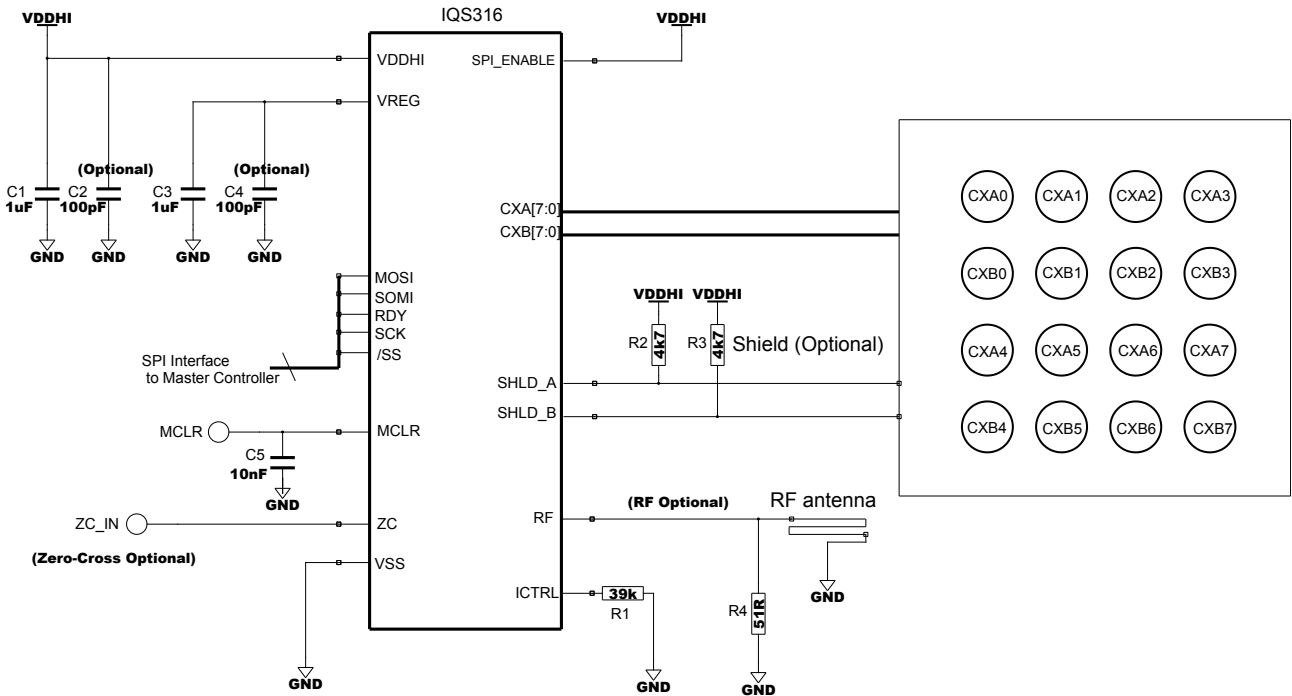 IQS316
VDDHI
VDDHI
VDDHI
SPI_ENABLE
VREG
(Optional)
(Optional)
C1
1uF
C2
100pF
C3
1uF
C4
100pF
GND
GND
GND
GND
CXA[7:0]
CXB[7:0]
CXA0
CXA1
CXA2
CXA3
CXB0
CXB1
CXB2
CXB3
CXA4
CXA5
CXA6
CXA7
CXB4
CXB5
CXB6
CXB7
MOSI
SOMI
RDY
SCK
/SS
SPI Interface
to Master Controller
VDDHI
VDDHI
R2
4k7
R3
4k7
Shield (Optional)
SHLD_A
SHLD_B
MCLR
MCLR
C5
10nF
GND
ZC_IN
ZC
(Zero-Cross Optional)
VSS
GND
RF
(RF Optional)
RF antenna
GND
ICTRL
39k
R1
GND
R4
51R
GND